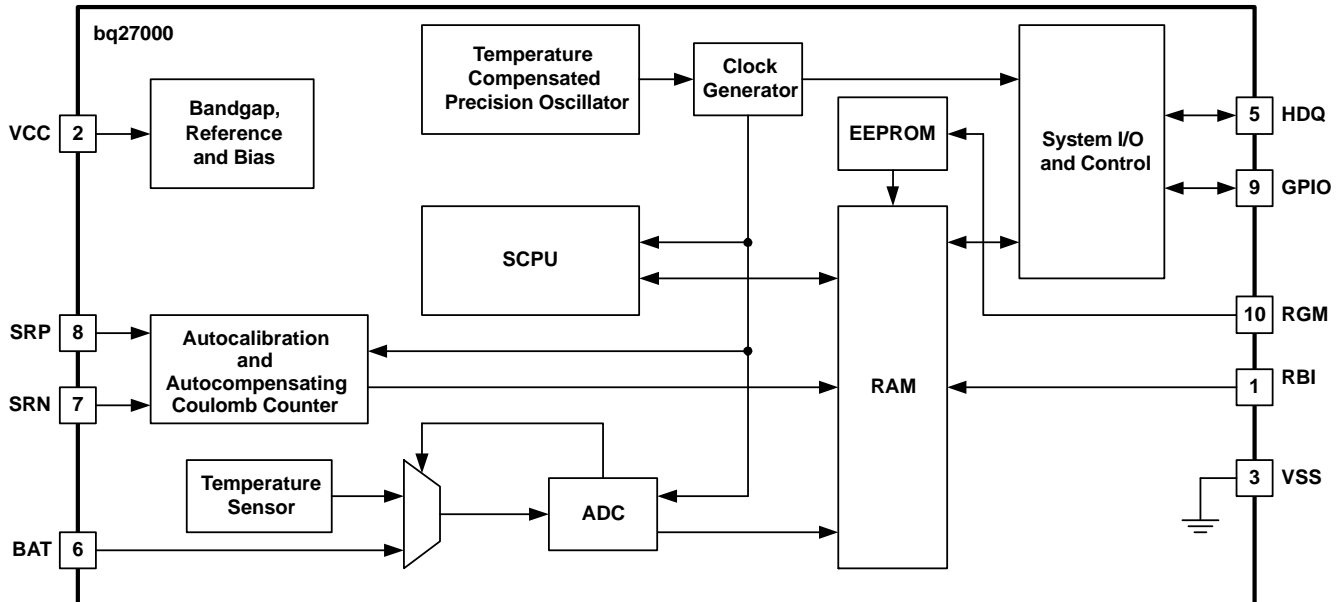 bq27000
Temperature
Compensated
Precision Oscillator
Clock
Generator
Bandgap,
Reference
and Bias
VCC
2
EEPROM
System I/O
and Control
5
HDQ
9
GPIO
SCPU
SRP
8
Autocalibration
and
Autocompensating
Coulomb Counter
SRN
7
RAM
10
RGM
1
RBI
Temperature
Sensor
ADC
3
VSS
BAT
6